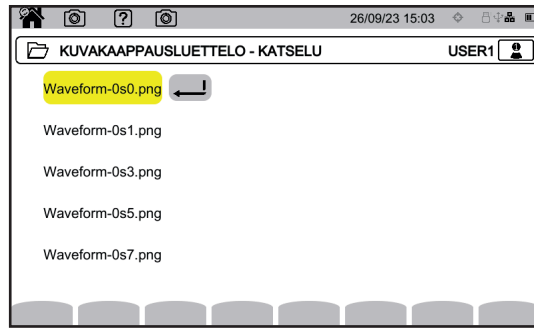 26/09/23 15:03
KUVAKAAPPAUSLUETTELO - KATSELU USER1
Waveform-0s0.png
Waveform-0s1.png
Waveform-0s3.png
Waveform-0s5.png
Waveform-0s7.png